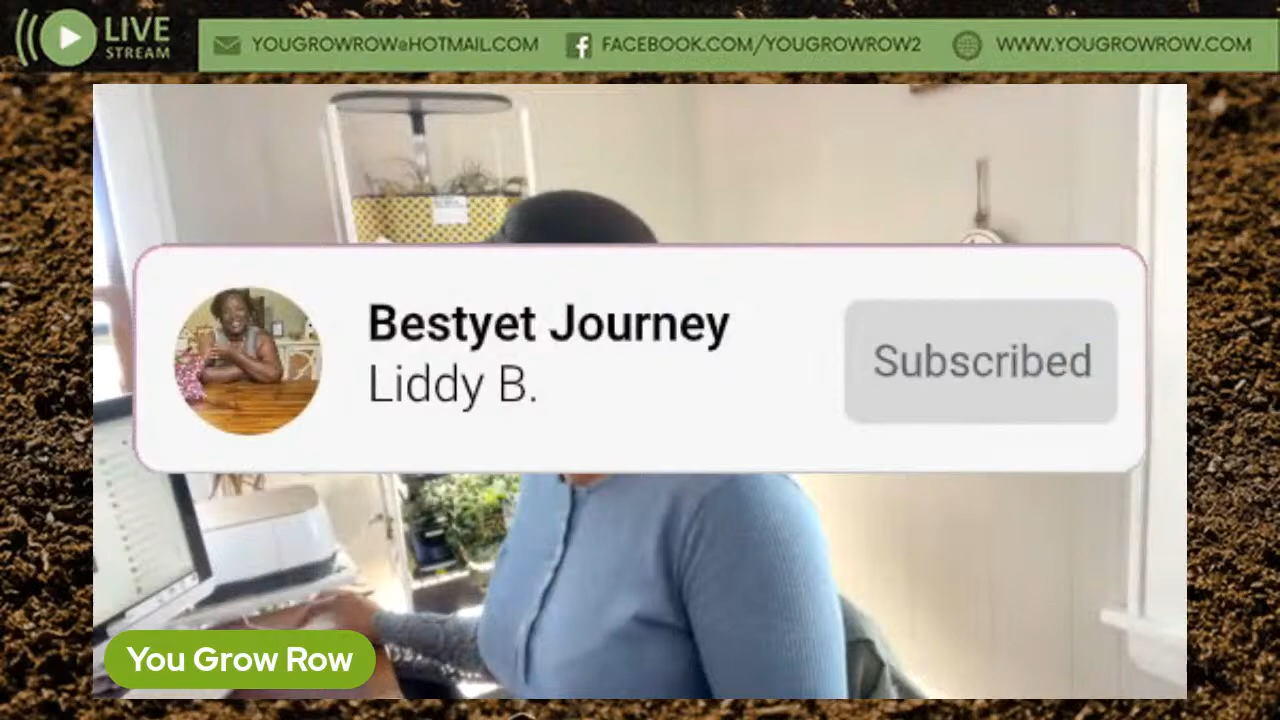 LIVE
STREAM
YOUGROWROW@HOTMAIL.COM
FACEBOOK.COM/YOUGROWROW2
WWW.YOUGROWROW.COM
Bestyet Journey
Liddy B.
Subscribed
You Grow Row